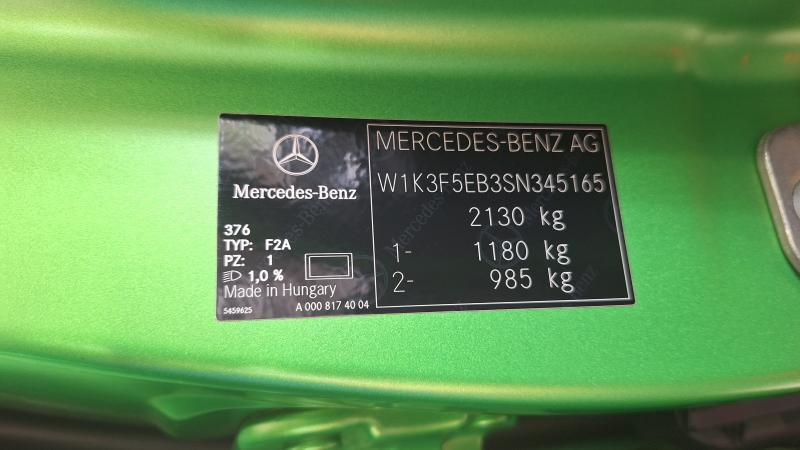 Mercedes-Benz
376
TYP: F2A
PZ: 1
1,0 %
Made in Hungary
5459625
A 000 817 40 04
MERCEDES-BENZ AG
W1K3F5EB3SN345165
2130 kg
1- 1180 kg
2- 985 kg